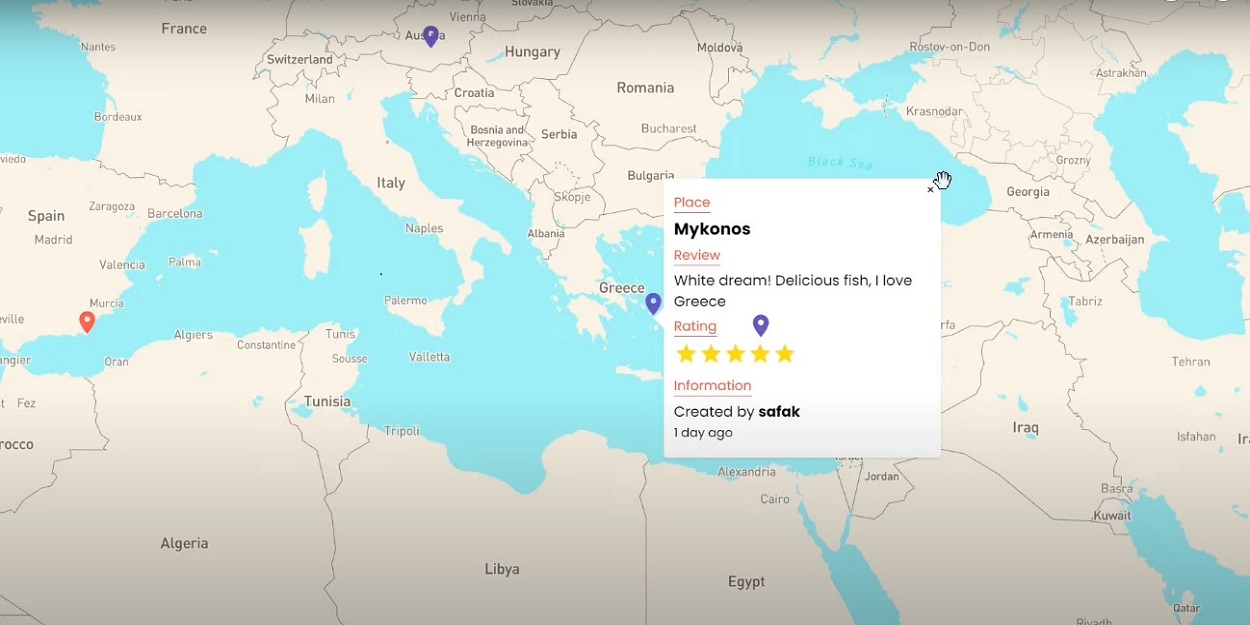 Slovakia
Vienna
France
Austria
Nantes
Moldova
Rostov-on-Don
Hungary
Switzerland
Astrakhan
Romania
Croatia
Milan
Krasnodar
Bordeaux
Bosnia and
Herzegovina
Serbia
Bucharest
Black Sea
Grozny
viedo
Bulgaria
Italy
Georgia
Skopje
Place
Zaragoza
Barcelona
Spain
Naples
Mykonos
Albania
Armenia
Azerbaijan
Madrid
Review
Valencia
Palma
White dream! Delicious fish, I love
Greece
Greece
Palermo
Tabriz
Murcia
eville
Rating
rfa
Algiers
Tunis
Constantine
Sousse
Valletta
angier
Oran
Tehran
Information
Tunisia
t
Fez
Created by safak
Iraq
Tripoli
1 day ago
Isfahan
Ir
rocco
Israel
Alexandria
Jordan
Basra
Cairo
Kuwait
Algeria
Libya
Egypt
Qatar
Riyadh